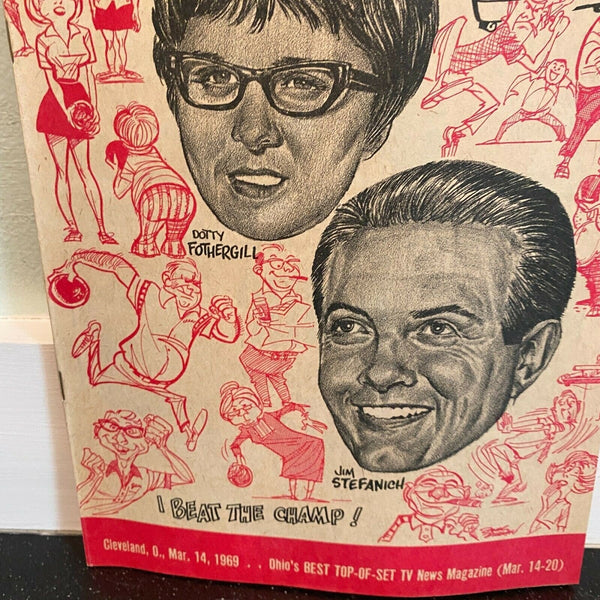 DOTTY
FOTHERGILL
JIM
STEFANICH
I BEAT THE CHAMP!
Cleveland, O., Mar. 14, 1969 . . Ohio's BEST TOP-OF-SET TV News Magazine (Mar. 14-20)